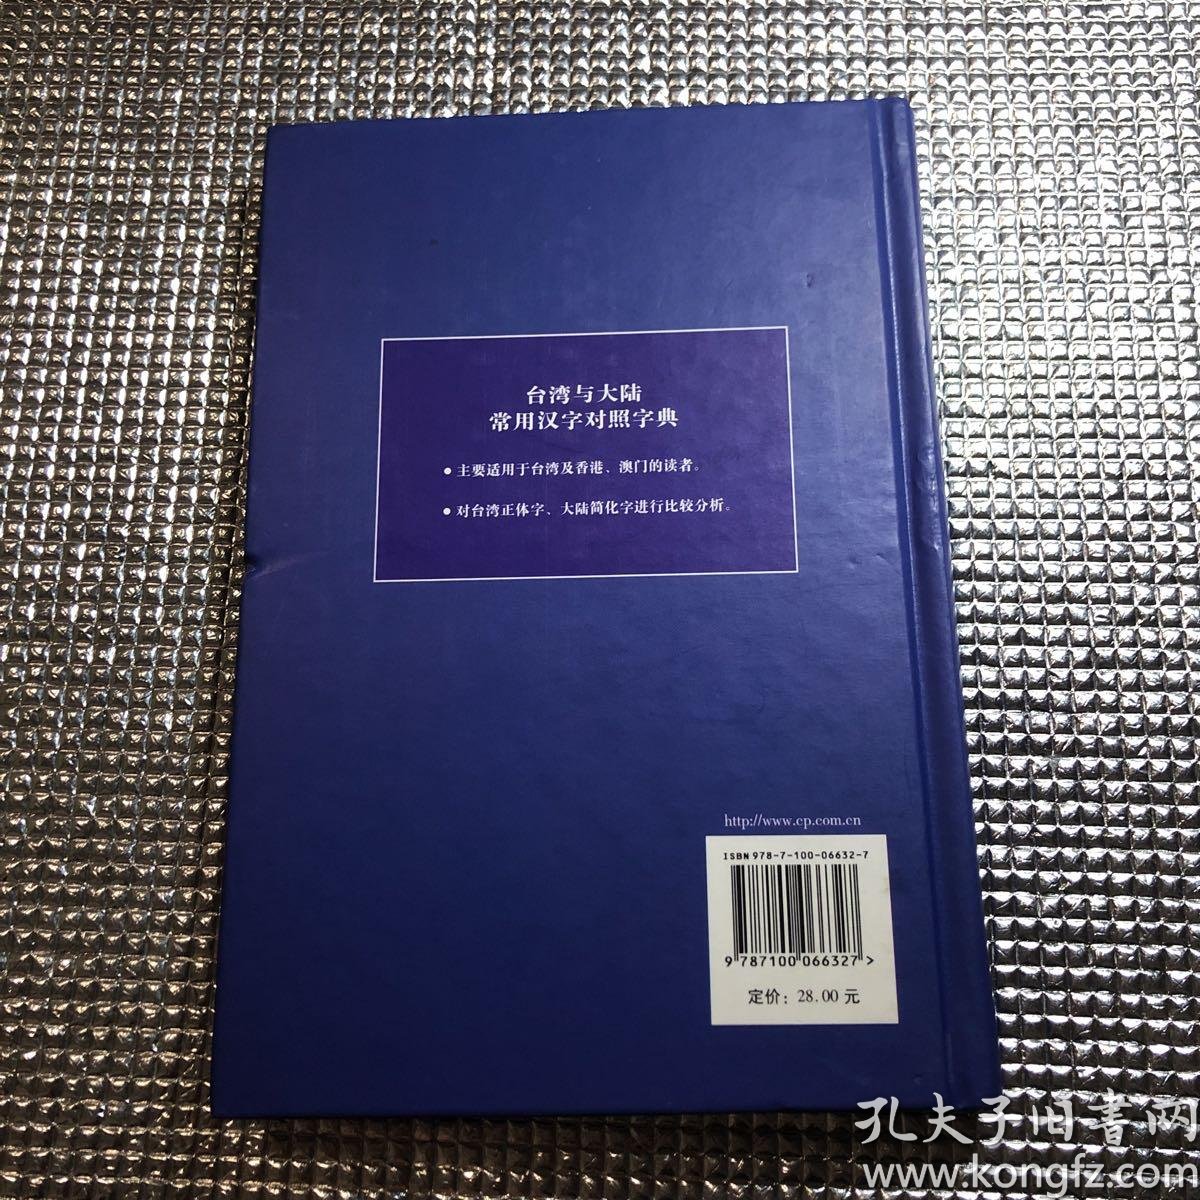 台湾与大陆
常用汉字对照字典
● 主要适用于台湾及香港、澳门的读者。
● 对台湾正体字、大陆简化字进行比较分析。
http://www.cp.com.cn
ISBN 978-7-100-06632-7
9 787100 066327 >
定价：28.00 元
孔夫子旧书网
www.kongfz.com